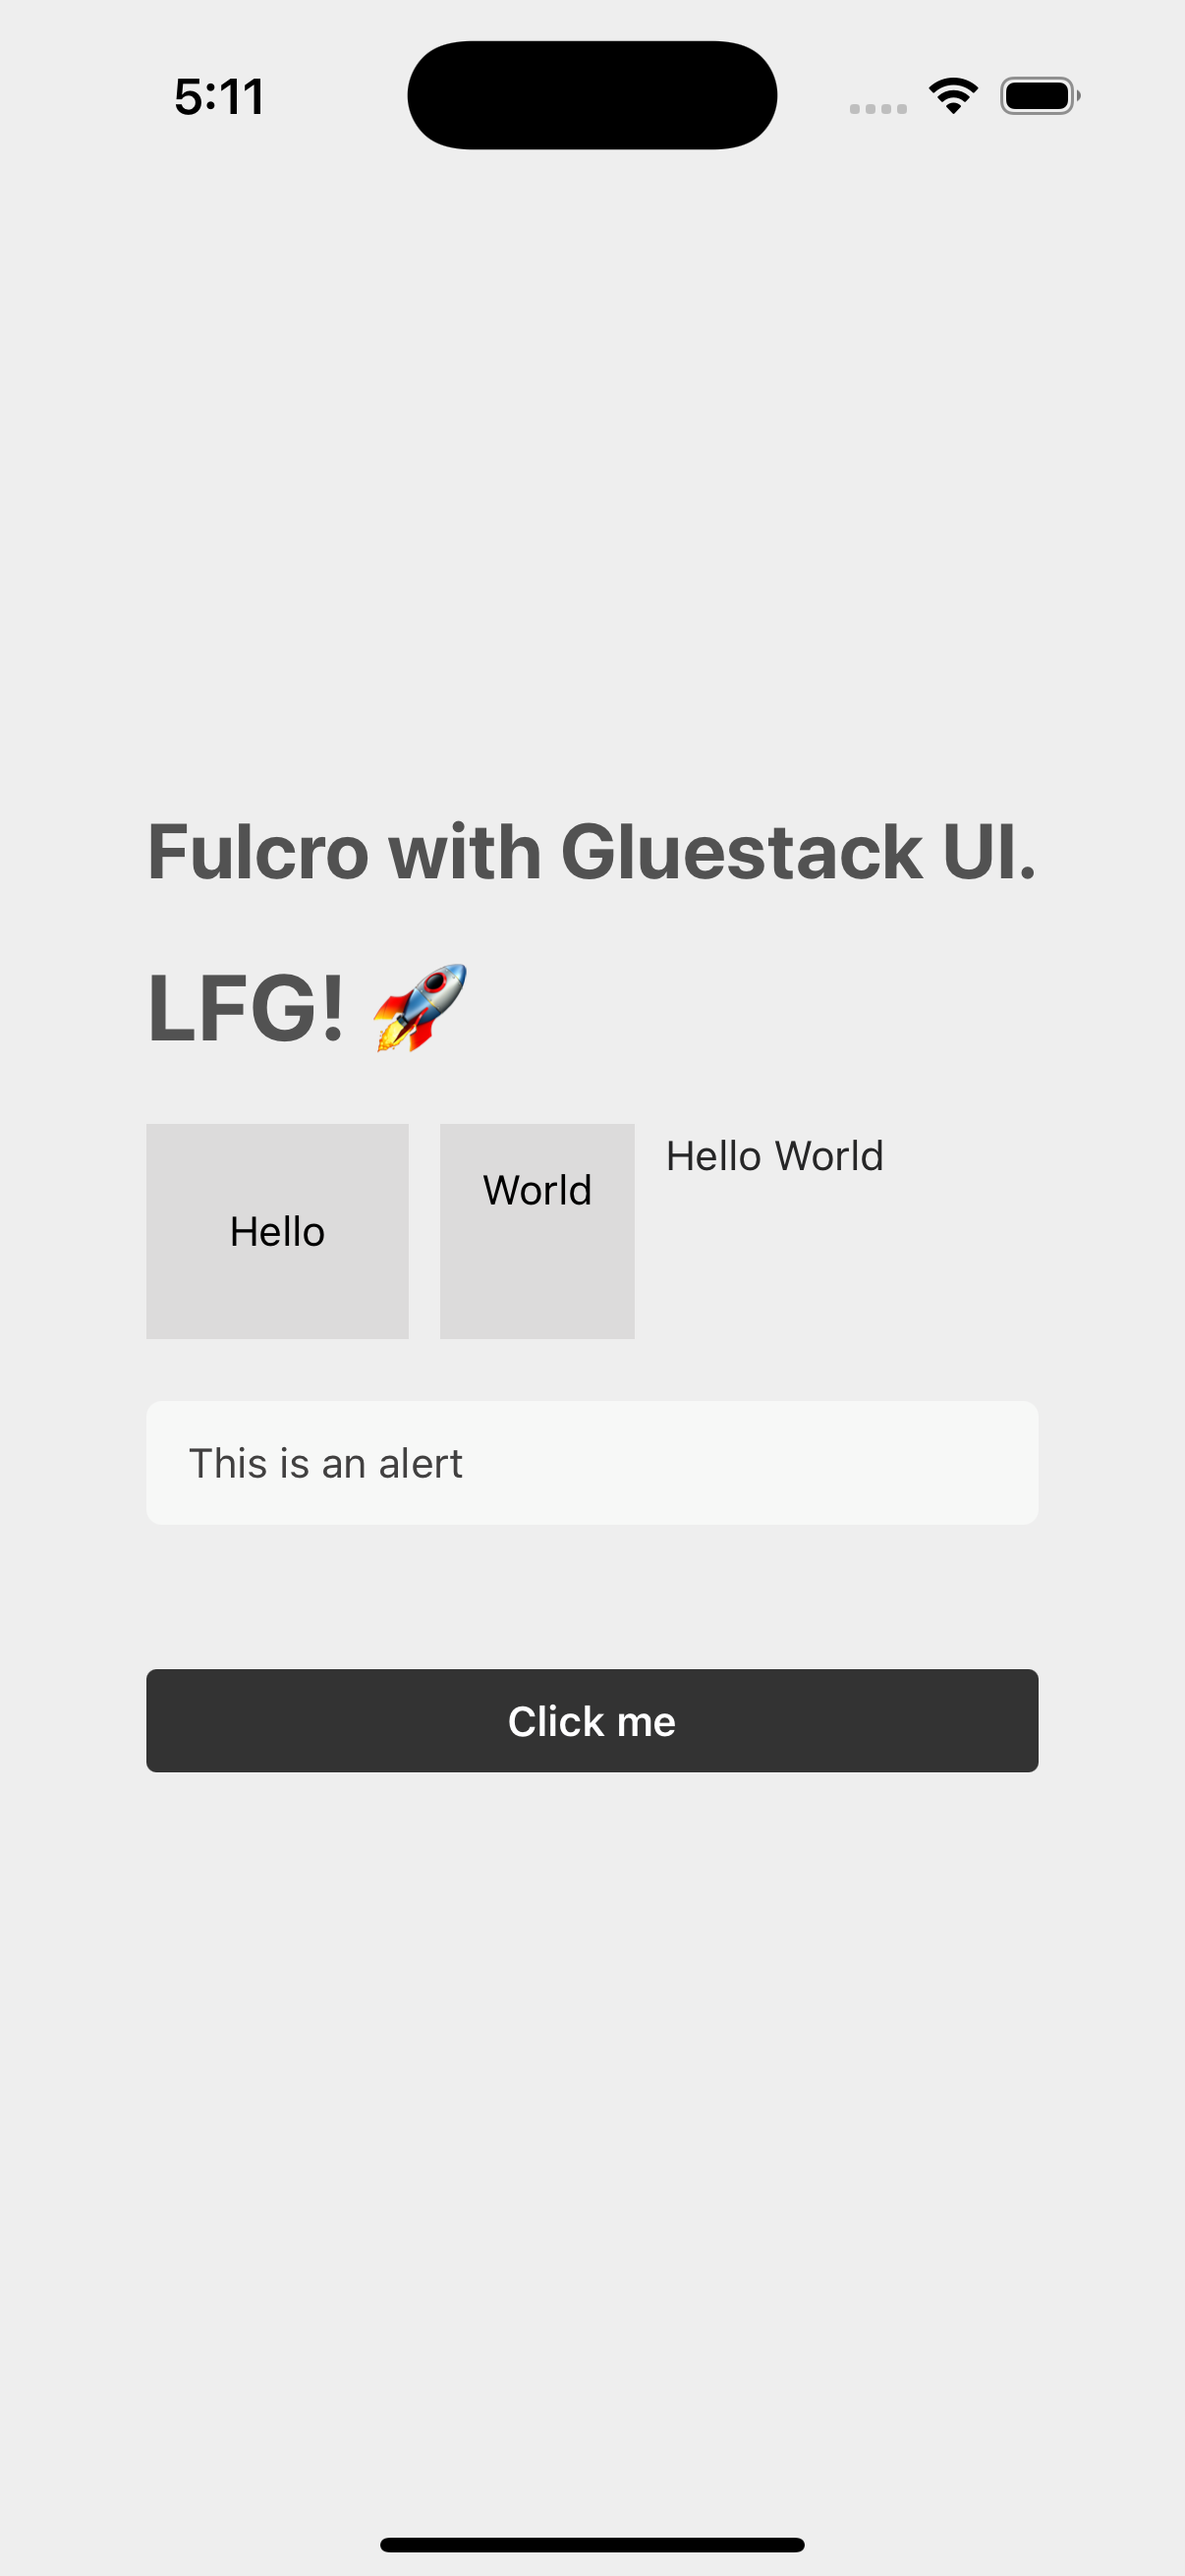 5:11
Fulcro with Gluestack UI.
LFG! 🚀
Hello
World
Hello World
This is an alert
Click me